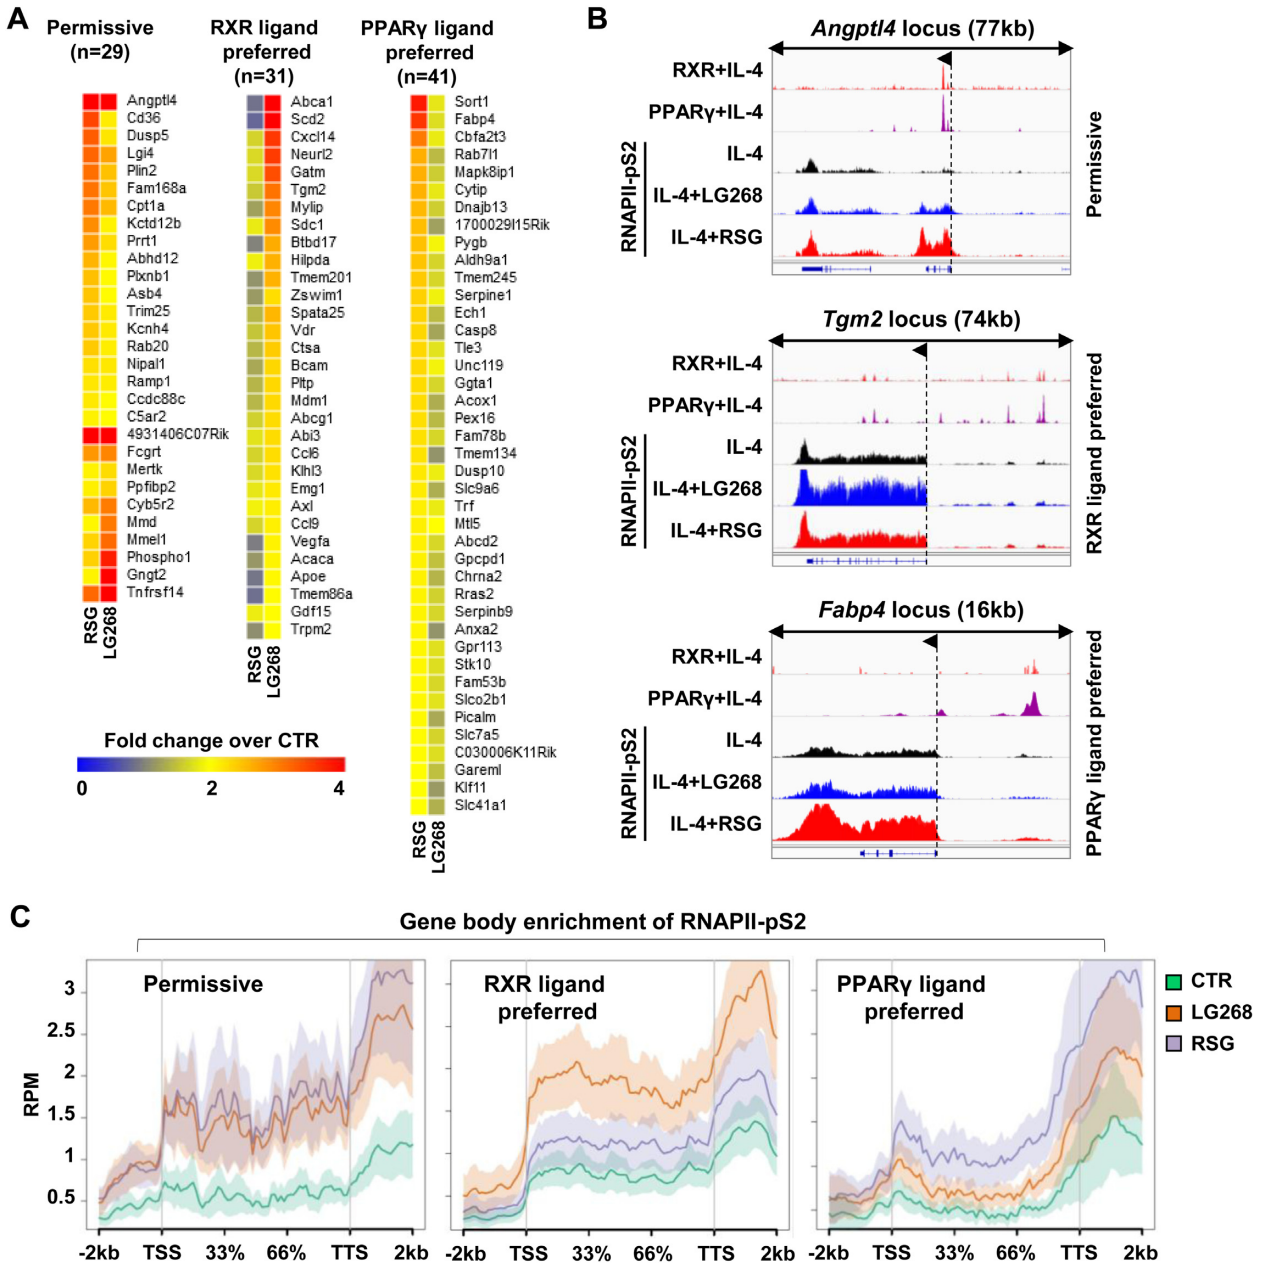 A
Permissive
(n=29)
Angptl4
Cd36
Dusp5
Lgi4
Plin2
Fam168a
Cpt1a
Kctd12b
Prrt1
Abhd12
Plxnb1
Asb4
Trim25
Kcnh4
Rab20
Nipal1
Ramp1
Ccdc88c
C5ar2
4931406C07Rik
Fcgrt
Mertk
Ppfibp2
Cyb5r2
Mmd
Mmel1
Phospho1
Gngt2
Tnfrsf14
RSG
LG268
RXR ligand
preferred
(n=31)
Abca1
Scd2
Cxcl14
Neurl2
Gatm
Tgm2
Mylip
Sdc1
Btbd17
Hilpda
Tmem201
Zswim1
Spata25
Vdr
Ctsa
Bcam
Pltp
Mdm1
Abcg1
Abi3
Ccl6
Klhl3
Emg1
Axl
Ccl9
Vegfa
Acaca
Apoe
Tmem86a
Gdf15
Trpm2
RSG
LG268
PPARγ ligand
preferred
(n=41)
Sort1
Fabp4
Cbfa2t3
Rab7l1
Mapk8ip1
Cytip
Dnajb13
1700029I15Rik
Pygb
Aldh9a1
Tmem245
Serpine1
Ech1
Casp8
Tle3
Unc119
Ggta1
Acox1
Pex16
Fam78b
Tmem134
Dusp10
Slc9a6
Trf
Mtl5
Abcd2
Gpcpd1
Chrna2
Rras2
Serpinb9
Anxa2
Gpr113
Stk10
Fam53b
Slco2b1
Picalm
Slc7a5
C030006K11Rik
Gareml
Klf11
Slc41a1
RSG
LG268
Fold change over CTR
0 2 4
B
Angptl4 locus (77kb)
RXR+IL-4
PPARγ+IL-4
IL-4
IL-4+LG268
IL-4+RSG
RNAPII-pS2
Permissive
Tgm2 locus (74kb)
RXR+IL-4
PPARγ+IL-4
IL-4
IL-4+LG268
IL-4+RSG
RNAPII-pS2
RXR ligand preferred
Fabp4 locus (16kb)
RXR+IL-4
PPARγ+IL-4
IL-4
IL-4+LG268
IL-4+RSG
RNAPII-pS2
PPARγ ligand preferred
C
Gene body enrichment of RNAPII-pS2
Permissive
RXR ligand
preferred
PPARγ ligand
preferred
CTR
LG268
RSG
RPM
3
2.5
2
1.5
1
0.5
-2kb TSS 33% 66% TTS 2kb
-2kb TSS 33% 66% TTS 2kb
-2kb TSS 33% 66% TTS 2kb